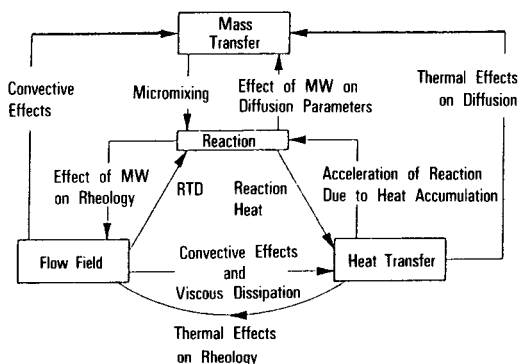 Mass
Transfer
Convective
Effects
Micromixing
Effect of MW on
Diffusion Parameters
Thermal Effects
on Diffusion
Reaction
Effect of MW
on Rheology
RTD
Reaction
Heat
Acceleration of Reaction
Due to Heat Accumulation
Flow Field
Convective Effects
and
Viscous Dissipation
Heat Transfer
Thermal Effects
on Rheology